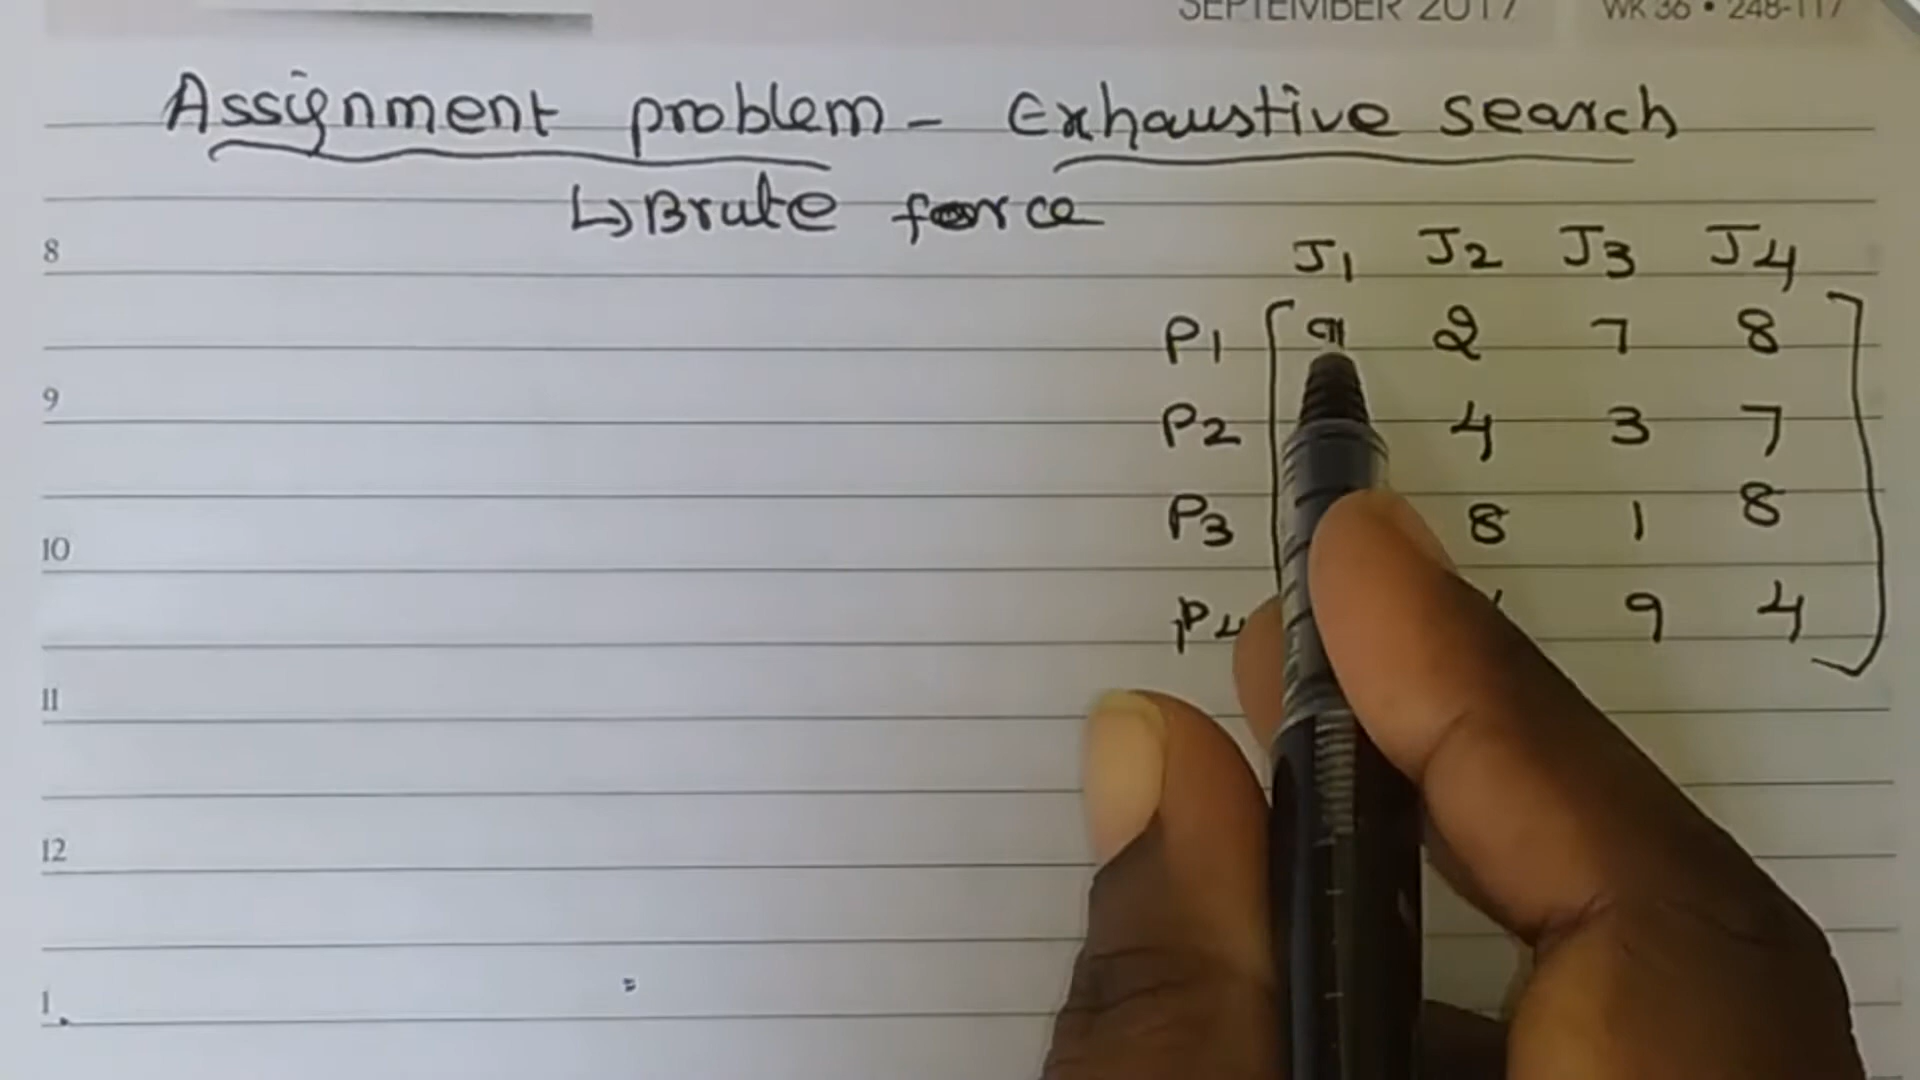 SEPTEMBER 2017 WK 36 • 248-117
Assignment problem - Exhaustive search
↳ Brute force
8
J1 J2 J3 J4
P1 9 2 7 8
9
P2 4 3 7
P3 8 1 8
10
P4 9 4
11
12
1